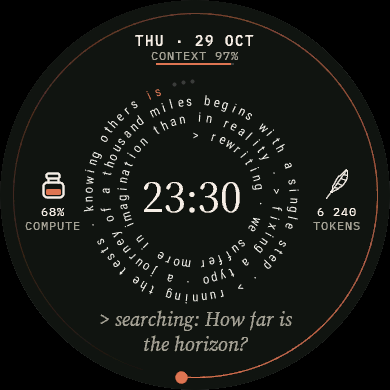 THU · 29 OCT
CONTEXT 97%
> rewriting · we suffer more in imagination than in reality · > fixing a typo · a journey of a thousand miles begins with a single step · > running the tests · knowing others is •••
23:30
68%
COMPUTE
6 240
TOKENS
> searching: How far is
the horizon?